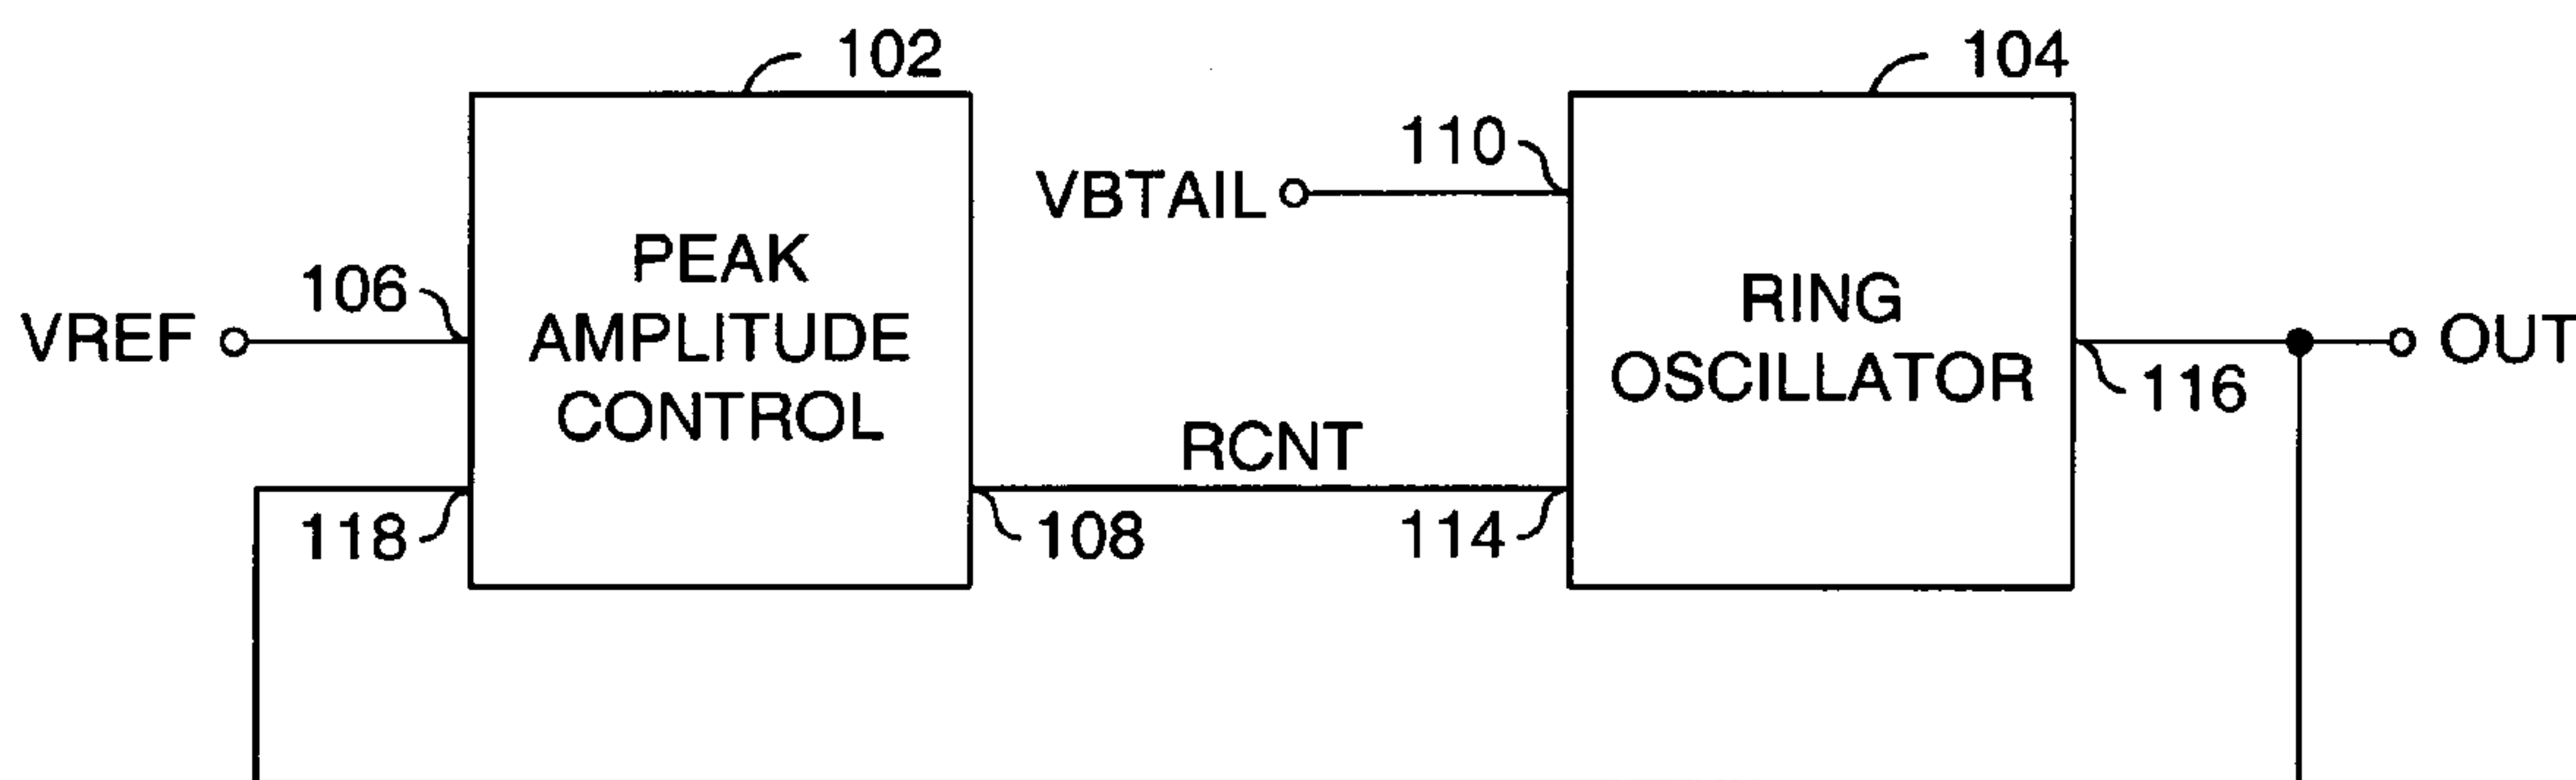 102
104
110
VBTAIL
PEAK
AMPLITUDE
CONTROL
106
VREF
RING
OSCILLATOR
OUT
116
RCNT
118
108
114